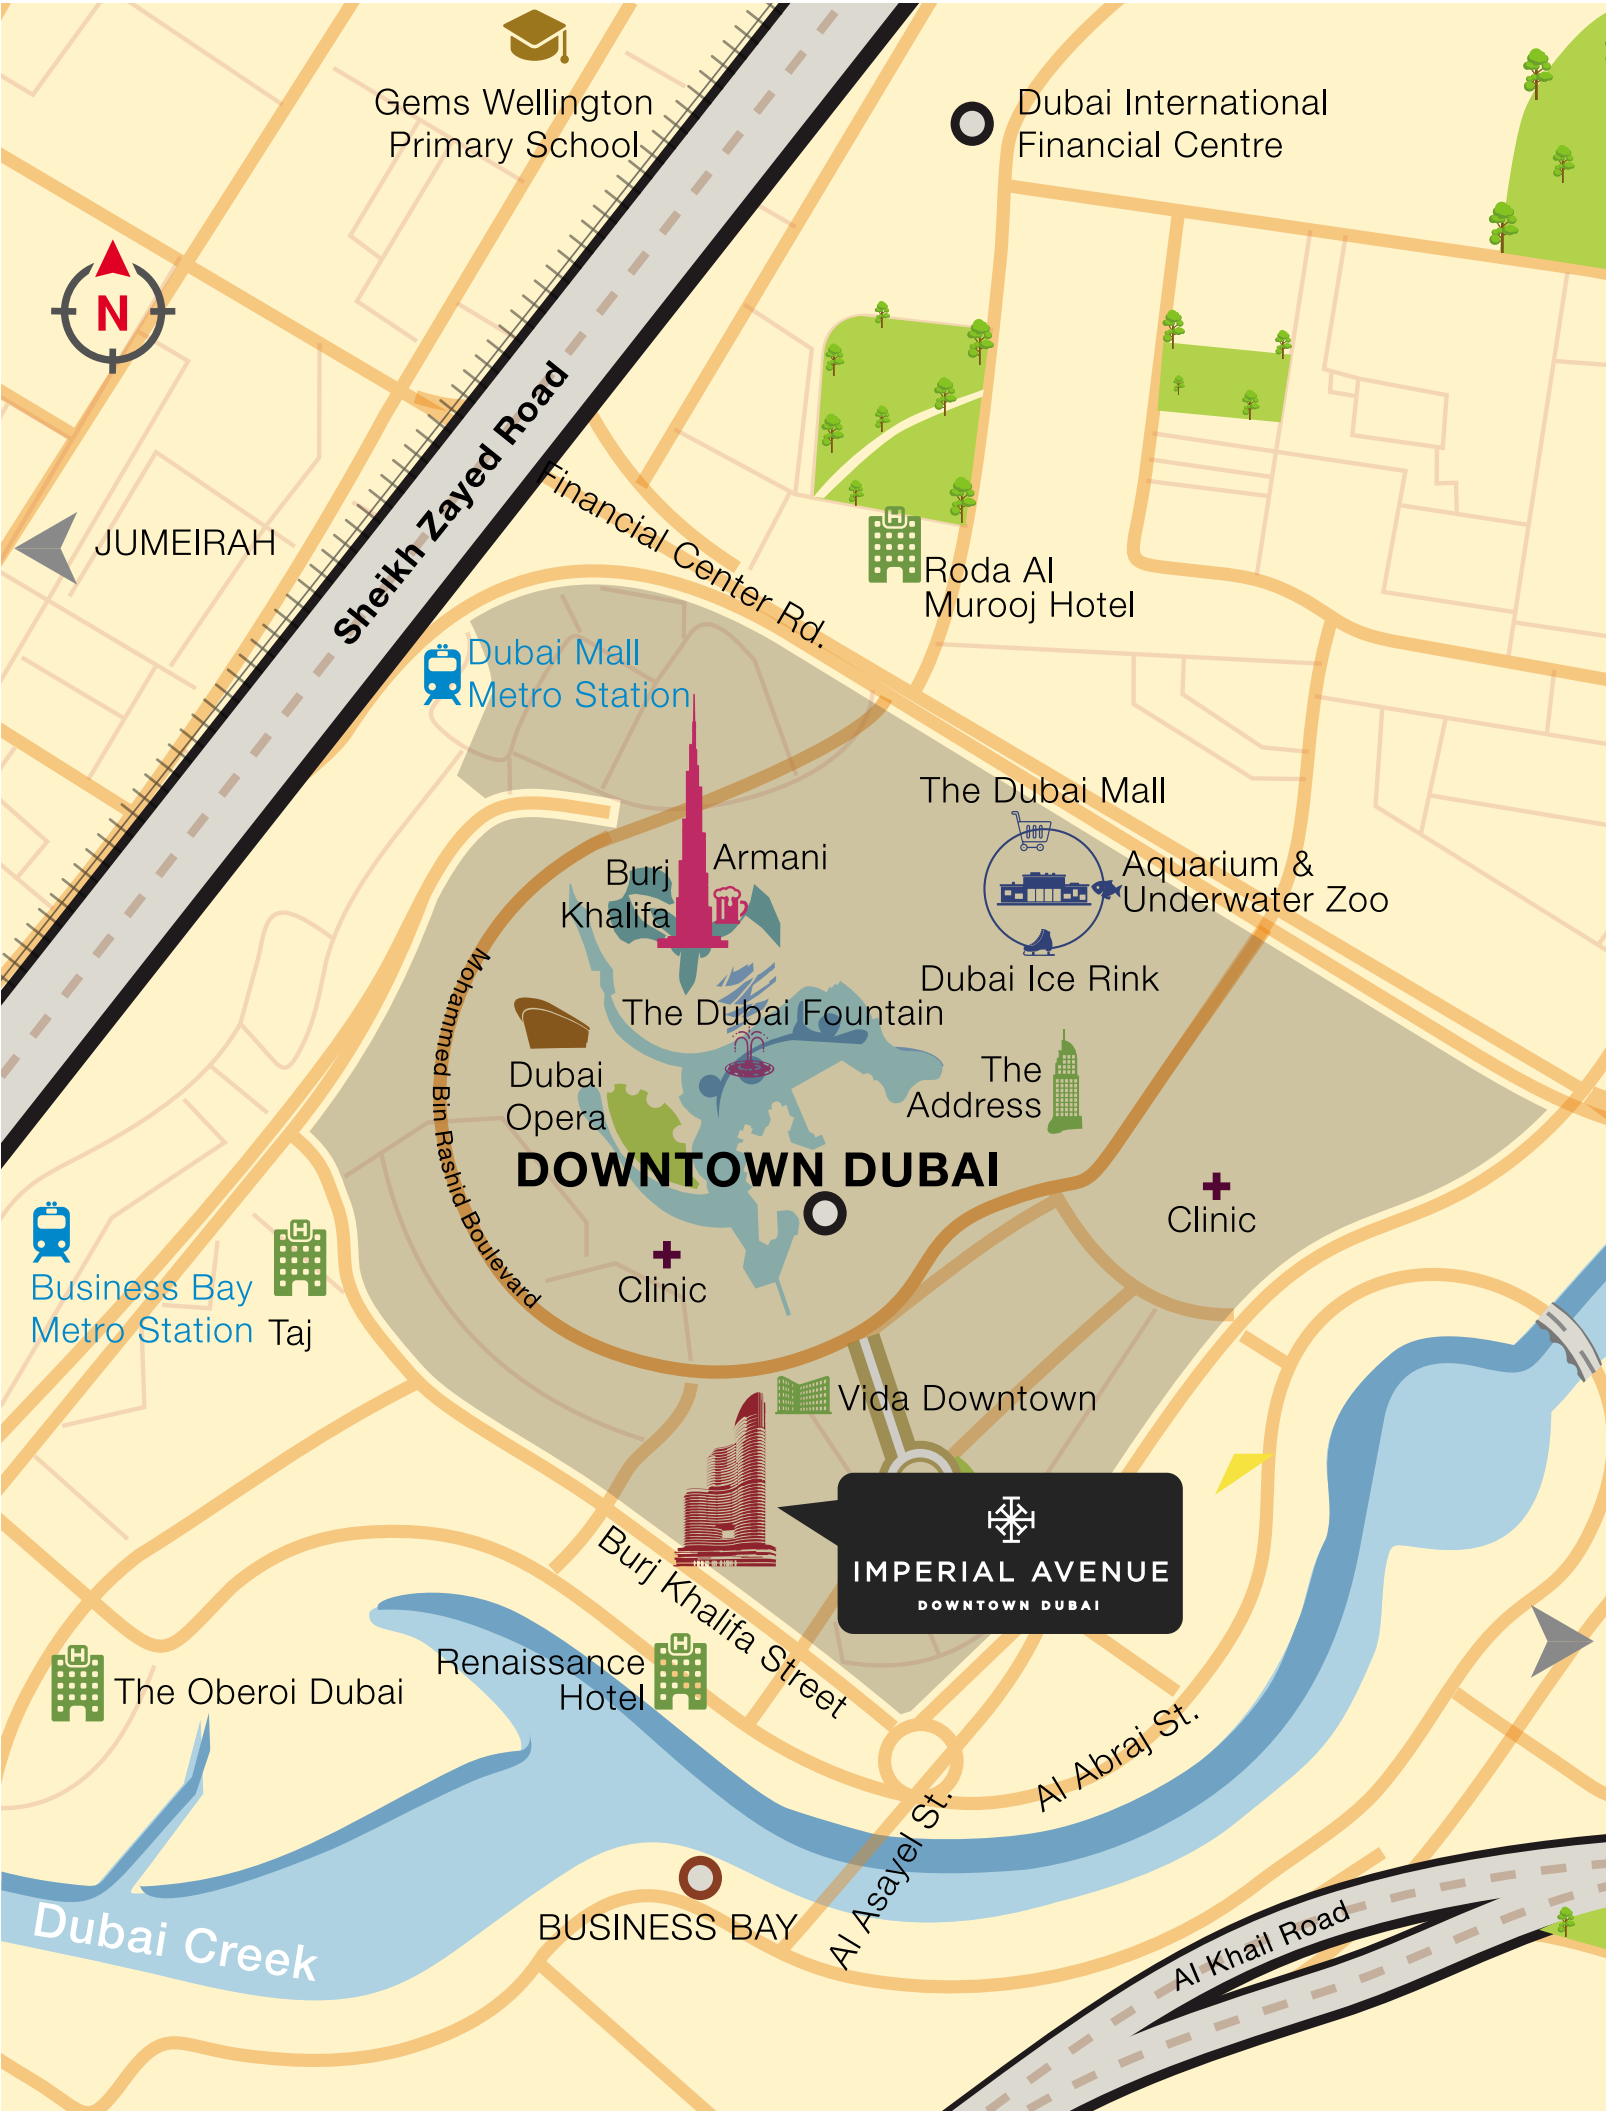 Gems Wellington
Primary School
Dubai International
Financial Centre
N
Sheikh Zayed Road
Financial Center Rd.
JUMEIRAH
Roda Al
Murooj Hotel
Dubai Mall
Metro Station
The Dubai Mall
Armani
Burj
Khalifa
Aquarium &
Underwater Zoo
Mohammed Bin Rashid Boulevard
Dubai Ice Rink
The Dubai Fountain
Dubai
Opera
The
Address
DOWNTOWN DUBAI
Clinic
Clinic
Business Bay
Metro Station
H
Taj
Vida Downtown
IMPERIAL AVENUE
DOWNTOWN DUBAI
Burj Khalifa Street
H
The Oberoi Dubai
Renaissance
Hotel
H
H
Al Abraj St.
Al Asayel St.
BUSINESS BAY
Dubai Creek
Al Khail Road